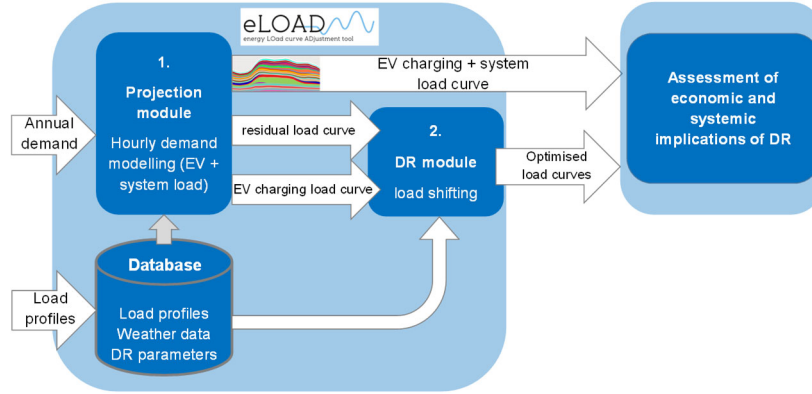 eLOAD
energy LOad curve ADjustment tool
1.
Projection
module
Hourly demand
modelling (EV +
system load)
Annual
demand
EV charging + system
load curve
residual load curve
EV charging load curve
2.
DR module
load shifting
Optimised
load curves
Assessment of
economic and
systemic
implications of DR
Database
Load profiles
Weather data
DR parameters
Load
profiles